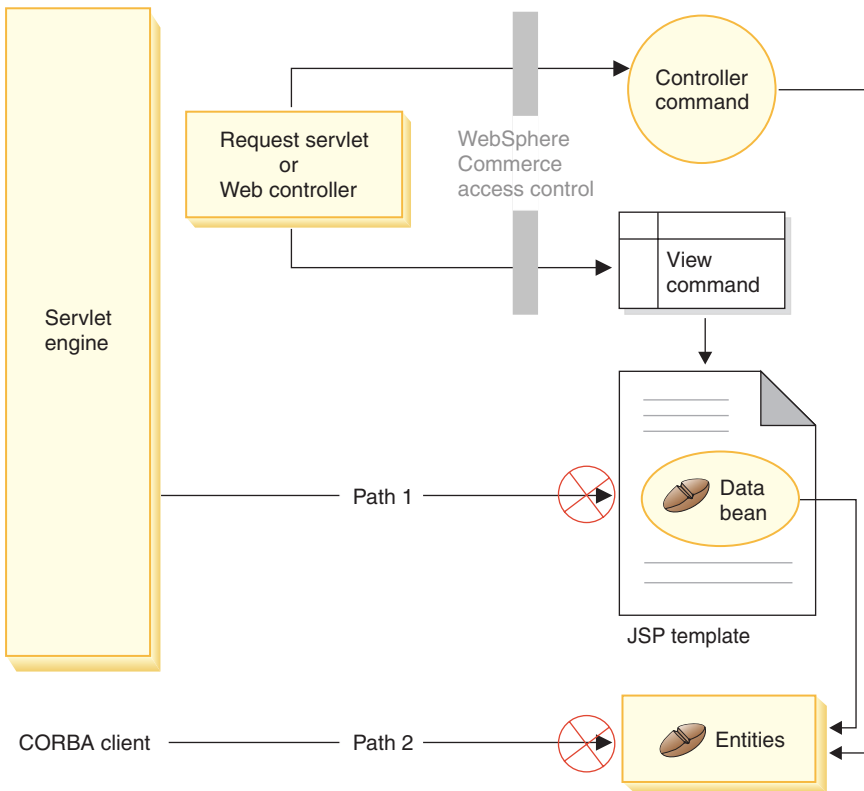 Controller
command
Request servlet
or
Web controller
WebSphere
Commerce
access control
View
command
Servlet
engine
Path 1
Data
bean
JSP template
CORBA client
Path 2
Entities